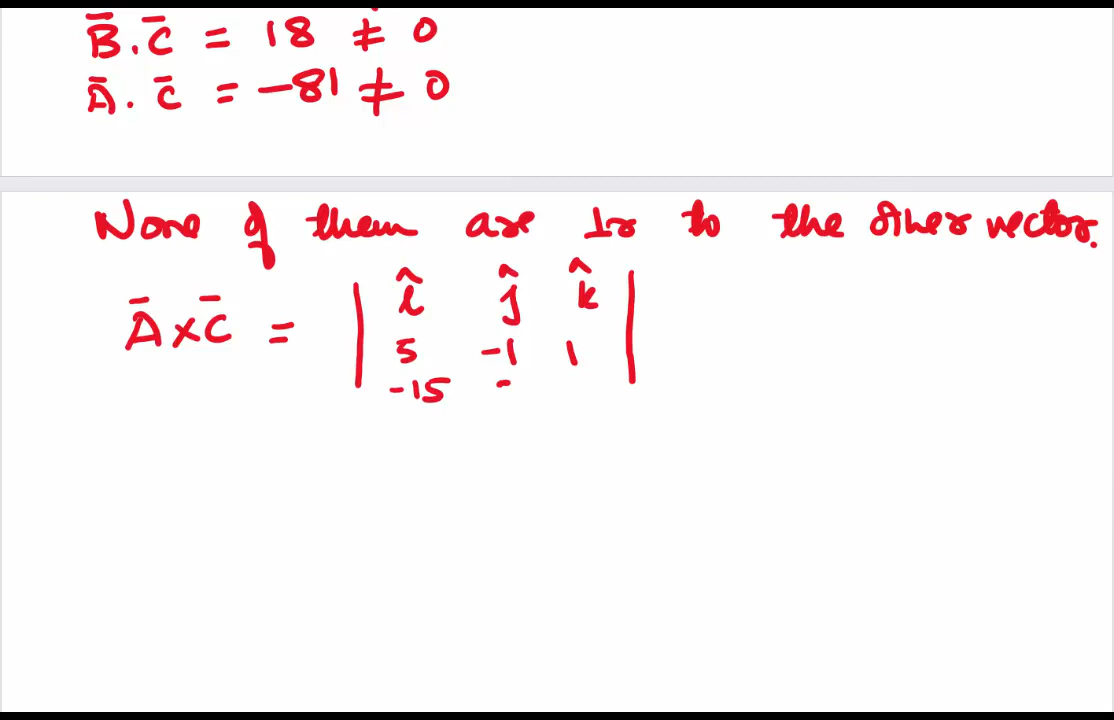 B̄ . C̄ = 18 ≠ 0
Ā . C̄ = -81 ≠ 0
None of them are ⊥r to the other vector.
Ā × C̄ = | î ĵ k̂ |
5 -1 1
-15 -